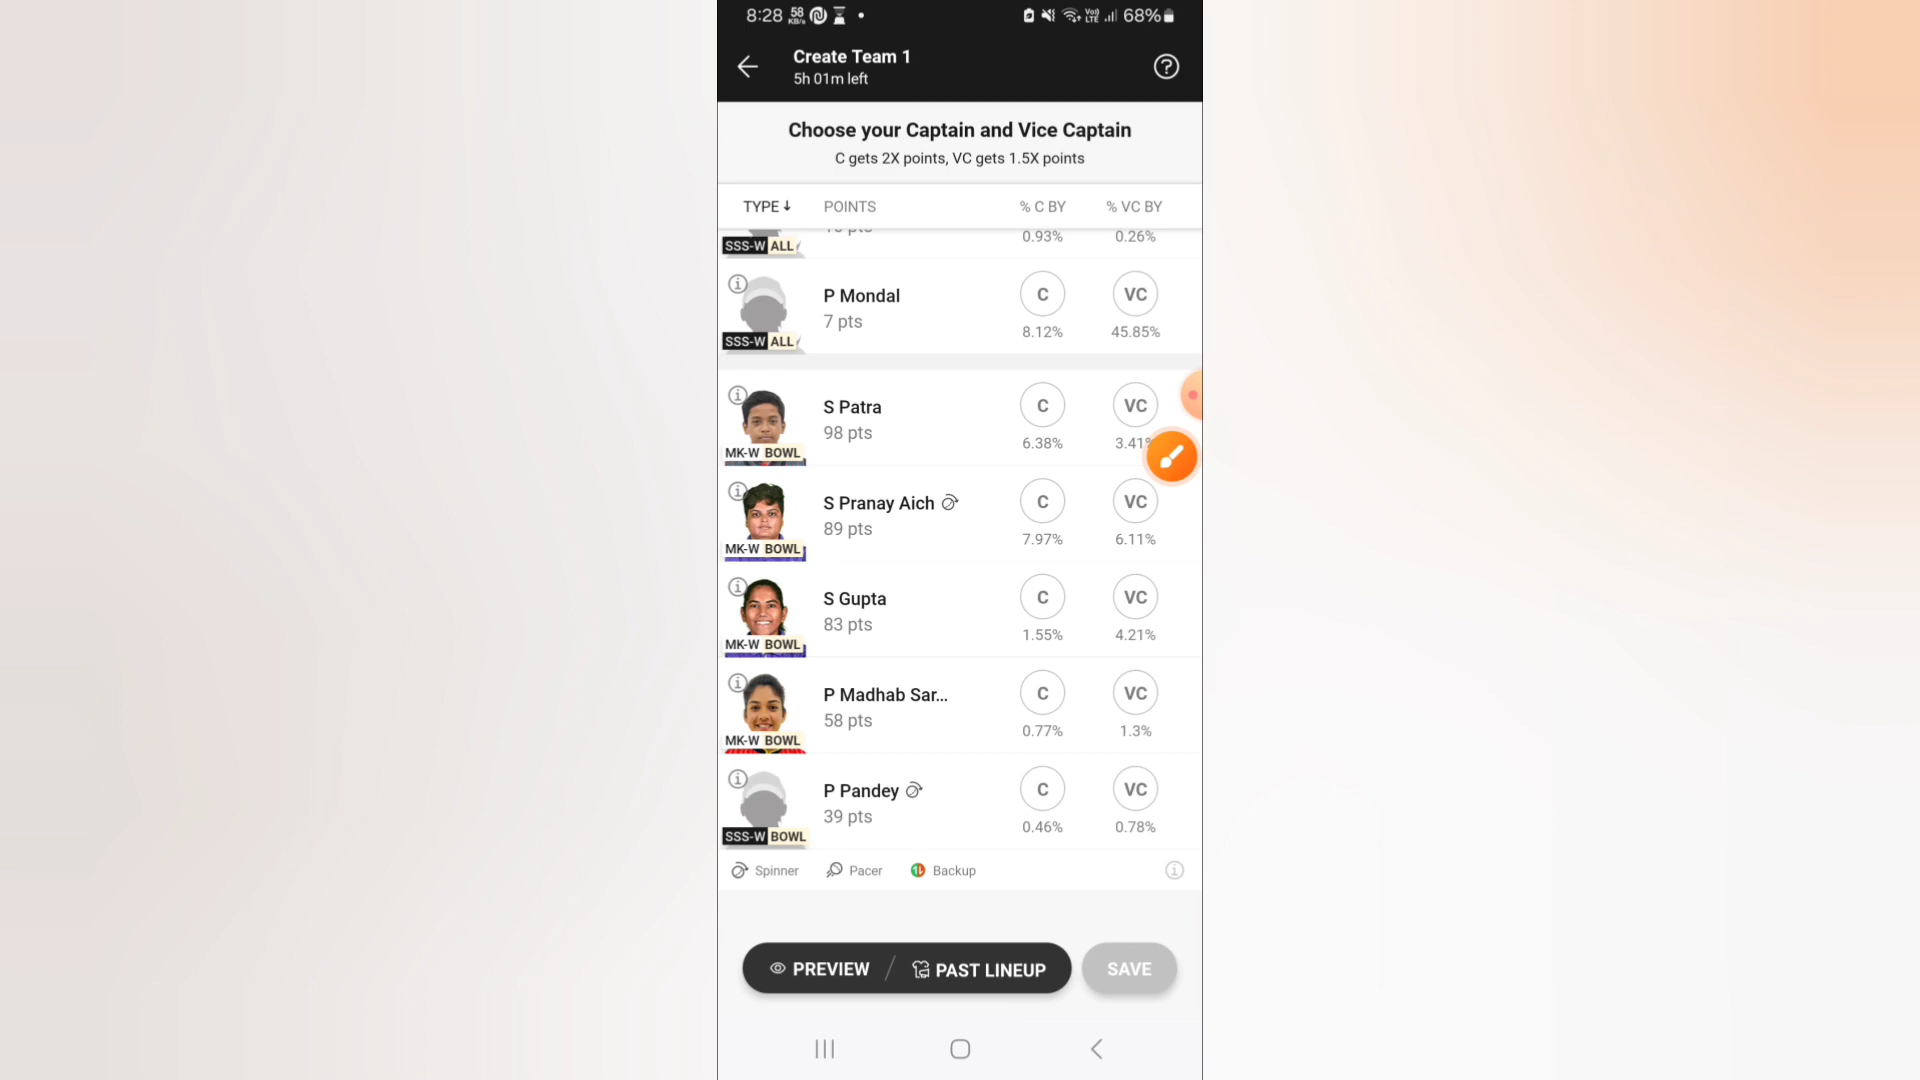 8:28 58 KB/s 68%
Create Team 1
5h 01m left
Choose your Captain and Vice Captain
C gets 2X points, VC gets 1.5X points
TYPE POINTS % C BY % VC BY
SSS-W ALL 0.93% 0.26%
P Mondal C VC
7 pts 8.12% 45.85%
SSS-W ALL
S Patra C VC
98 pts 6.38% 3.41
MK-W BOWL
S Pranay Aich C VC
89 pts 7.97% 6.11%
MK-W BOWL
S Gupta C VC
83 pts 1.55% 4.21%
MK-W BOWL
P Madhab Sar... C VC
58 pts 0.77% 1.3%
MK-W BOWL
P Pandey C VC
39 pts 0.46% 0.78%
SSS-W BOWL
Spinner Pacer Backup
PREVIEW / PAST LINEUP SAVE